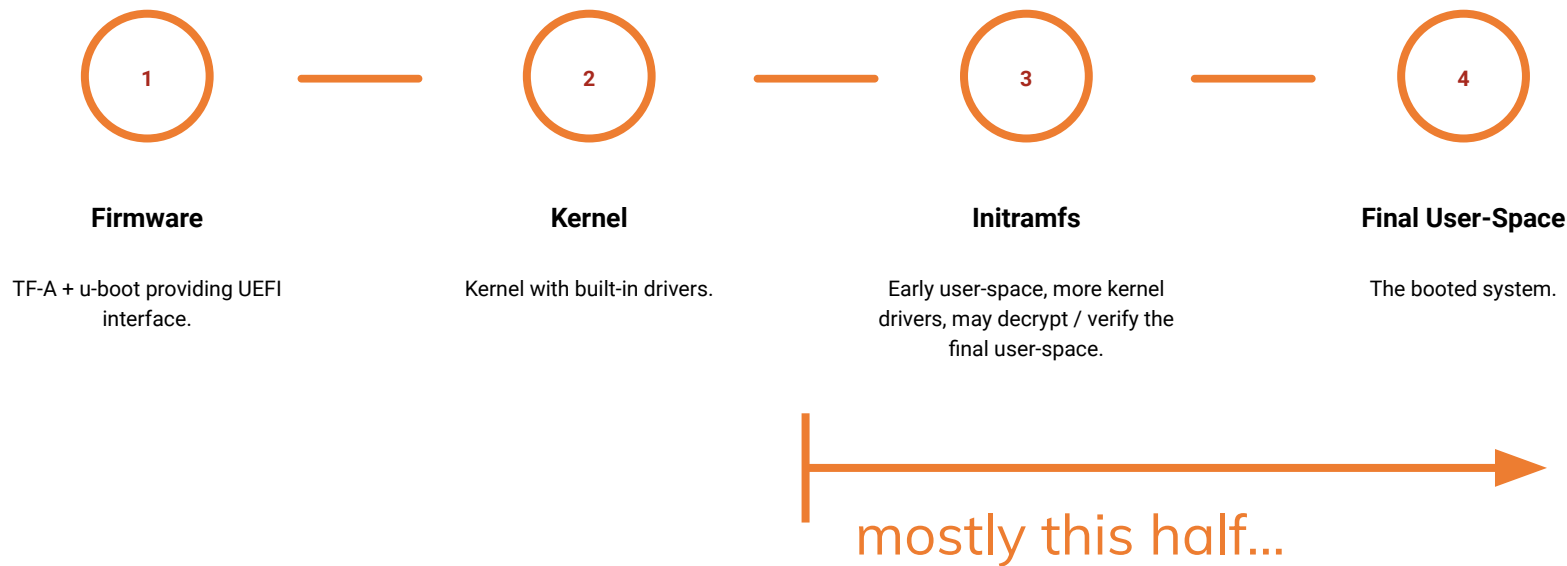 1
2
3
4
Firmware
Kernel
Initramfs
Final User-Space
TF-A + u-boot providing UEFI
interface.
Kernel with built-in drivers.
Early user-space, more kernel
drivers, may decrypt / verify the
final user-space.
The booted system.
mostly this half...